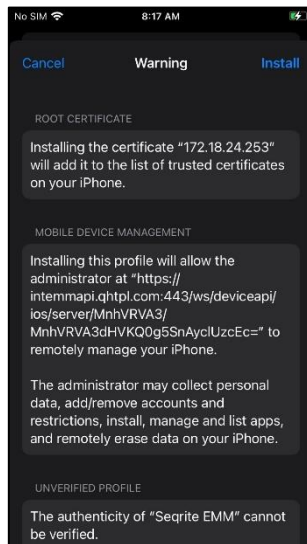 No SIM 8:17 AM
Cancel Warning Install
ROOT CERTIFICATE
Installing the certificate “172.18.24.253”
will add it to the list of trusted certificates
on your iPhone.
MOBILE DEVICE MANAGEMENT
Installing this profile will allow the
administrator at “https://
intemmapi.qhtpl.com:443/ws/deviceapi/
ios/server/MnhVRVA3/
MnhVRVA3dHVKQ0g5SnAyclUzcEc=” to
remotely manage your iPhone.
The administrator may collect personal
data, add/remove accounts and
restrictions, install, manage and list apps,
and remotely erase data on your iPhone.
UNVERIFIED PROFILE
The authenticity of “Seqrite EMM” cannot
be verified.